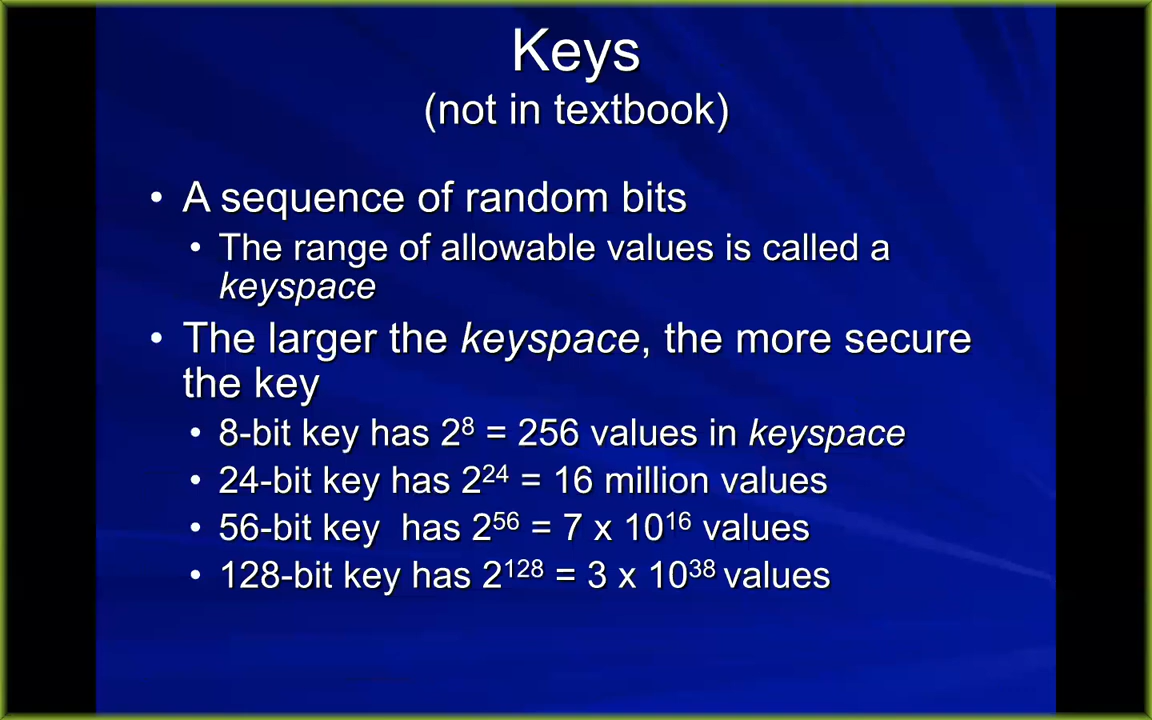 Keys
(not in textbook)
• A sequence of random bits
• The range of allowable values is called a
keyspace
• The larger the keyspace, the more secure
the key
• 8-bit key has 2⁸ = 256 values in keyspace
• 24-bit key has 2²⁴ = 16 million values
• 56-bit key  has 2⁵⁶ = 7 x 10¹⁶ values
• 128-bit key has 2¹²⁸ = 3 x 10³⁸ values